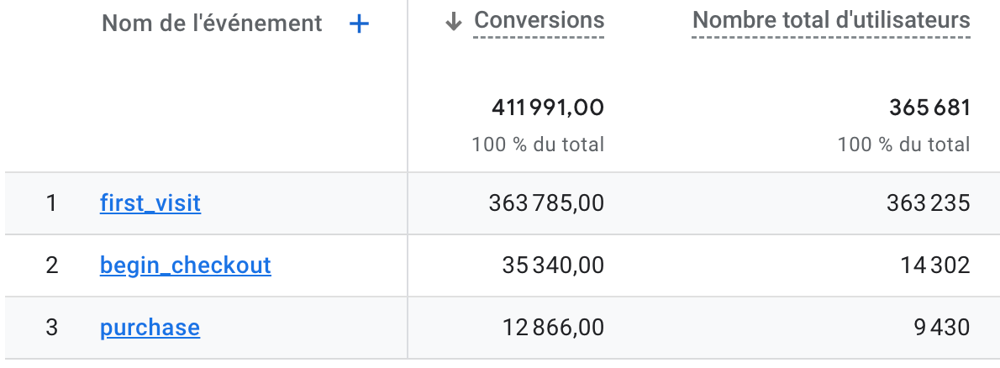 Nom de l'événement + ↓ Conversions Nombre total d'utilisateurs
411 991,00 365 681
100 % du total 100 % du total
1 first_visit 363 785,00 363 235
2 begin_checkout 35 340,00 14 302
3 purchase 12 866,00 9 430